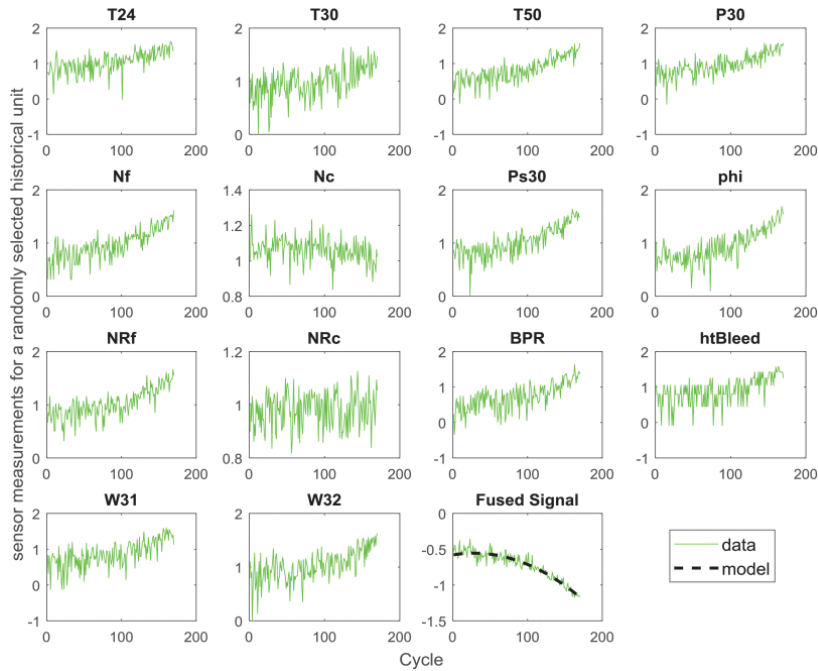 T24 T30 T50 P30
2 2 2 2
1 1 1
0 1 0 0
-1 0 -1 -1
0 100 200 0 100 200 0 100 200 0 100 200
Nf Nc Ps30 phi
2 1.4 2 2
1.2
1 1 1
1
0 0.8 0 0
0 100 200 0 100 200 0 100 200 0 100 200
NRf NRc BPR htBleed
2 1.2 2 2
1 1
1 1
0 0
0 0.8 -1 -1
0 100 200 0 100 200 0 100 200 0 100 200
W31 W32 Fused Signal
2 2 0
1 -0.5
1
0 -1
-1 0 -1.5
0 100 200 0 100 200 0 100 200
data
model
sensor measurements for a randomly selected historical unit
Cycle